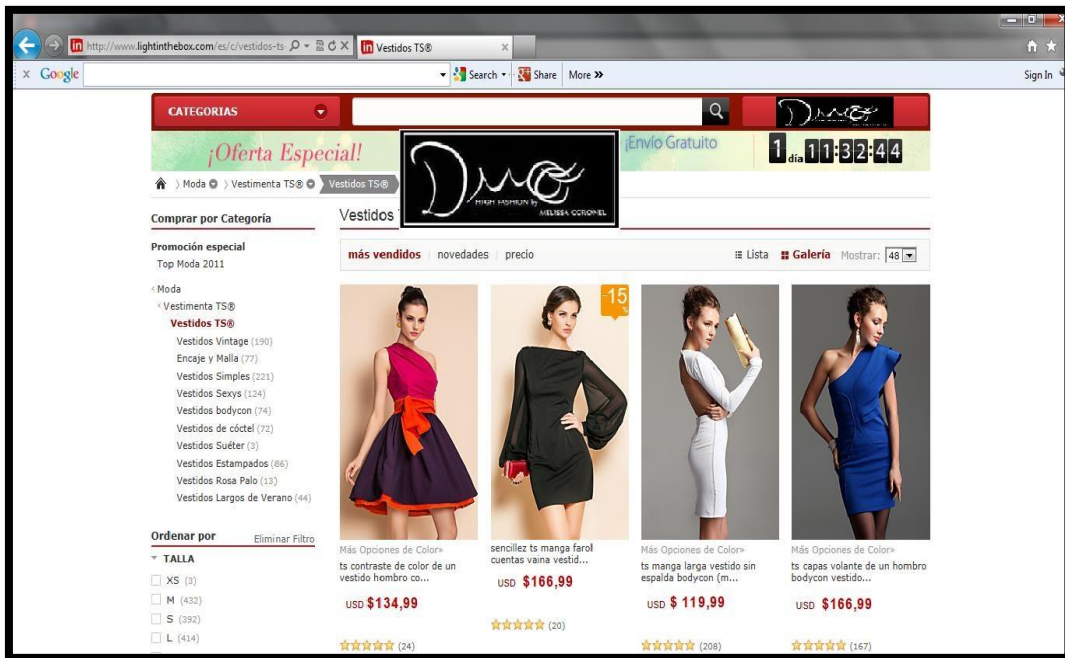 http://www.lightinthebox.com/es/c/vestidos-ts-
Vestidos TS®
Google
Search
Share
More »
Sign In
CATEGORIAS
¡Oferta Especial!
¡Envío Gratuito
1 día 11:32:44
HIGH FASHION by
MELISSA CORONEL
Moda
Vestimenta TS®
Vestidos TS®
Comprar por Categoría
Promoción especial
Top Moda 2011
Moda
Vestimenta TS®
Vestidos TS®
Vestidos Vintage (190)
Encaje y Malla (77)
Vestidos Simples (221)
Vestidos Sexys (124)
Vestidos bodycon (74)
Vestidos de cóctel (72)
Vestidos Suéter (3)
Vestidos Estampados (86)
Vestidos Rosa Palo (13)
Vestidos Largos de Verano (44)
Ordenar por
Eliminar Filtro
TALLA
XS (3)
M (432)
S (392)
L (414)
Vestidos
más vendidos
novedades
precio
Lista
Galería
Mostrar: 48
-15 %
Más Opciones de Color»
ts contraste de color de un
vestido hombro co...
USD $134,99
(24)
sencillez ts manga farol
cuentas vaina vestid...
USD $166,99
(20)
Más Opciones de Color»
ts manga larga vestido sin
espalda bodycon (m...
USD $ 119,99
(208)
Más Opciones de Color»
ts capas volante de un hombro
bodycon vestido...
USD $166,99
(167)